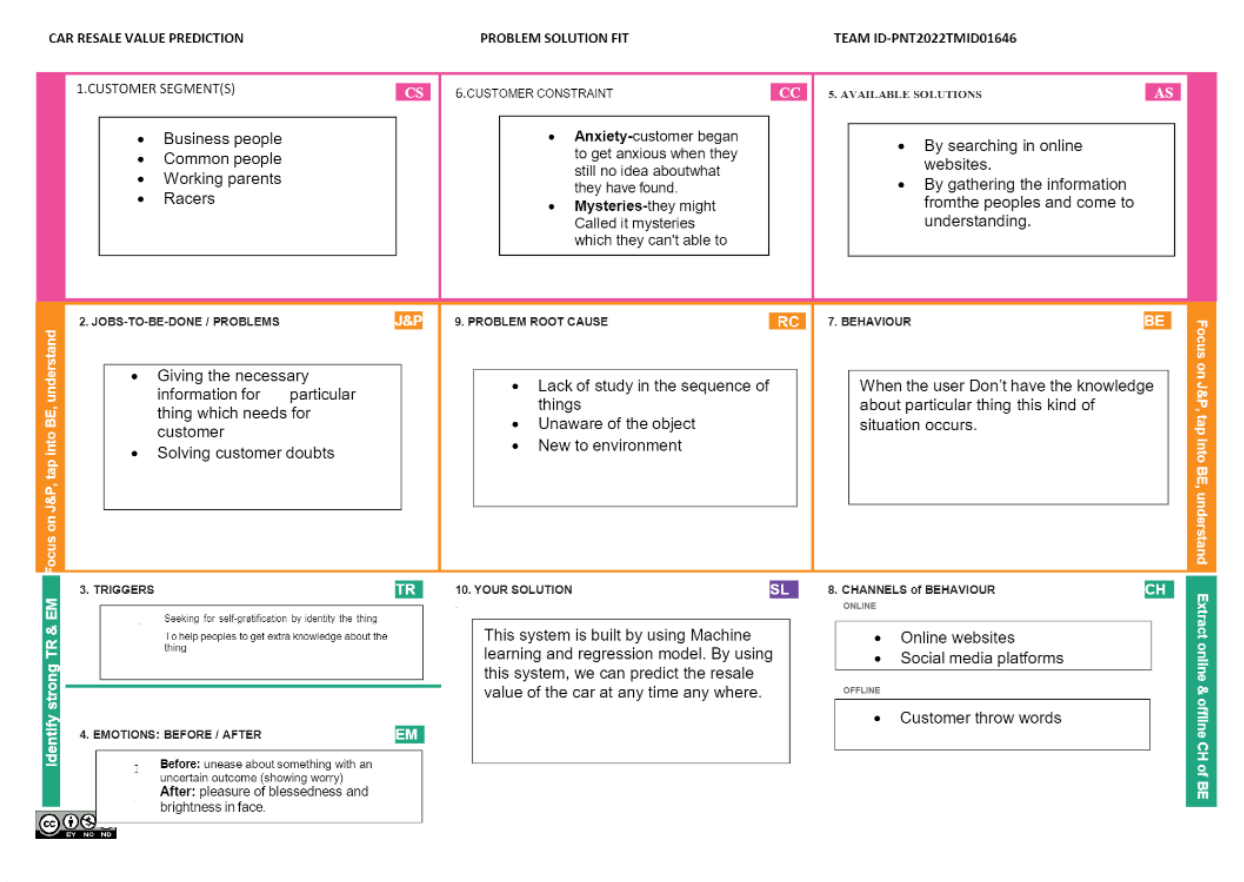 CAR RESALE VALUE PREDICTION
PROBLEM SOLUTION FIT
TEAM ID-PNT2022TMID01646
1.CUSTOMER SEGMENT(S)
CS
Business people
Common people
Working parents
Racers
6.CUSTOMER CONSTRAINT
CC
Anxiety-customer began
to get anxious when they
still no idea aboutwhat
they have found.
Mysteries-they might
Called it mysteries
which they can't able to
5. AVAILABLE SOLUTIONS
AS
By searching in online
websites.
By gathering the information
fromthe peoples and come to
understanding.
Focus on J&P, tap into BE, understand
2. JOBS-TO-BE-DONE / PROBLEMS
J&P
Giving the necessary
information for particular
thing which needs for
customer
Solving customer doubts
9. PROBLEM ROOT CAUSE
RC
Lack of study in the sequence of
things
Unaware of the object
New to environment
7. BEHAVIOUR
BE
When the user Don't have the knowledge
about particular thing this kind of
situation occurs.
Focus on J&P, tap into BE, understand
Identify strong TR & EM
3. TRIGGERS
TR
Seeking for self-gratification by identity the thing
To help peoples to get extra knowledge about the
thing
4. EMOTIONS: BEFORE / AFTER
EM
Before: unease about something with an
uncertain outcome (showing worry)
After: pleasure of blessedness and
brightness in face.
10. YOUR SOLUTION
SL
This system is built by using Machine
learning and regression model. By using
this system, we can predict the resale
value of the car at any time any where.
8. CHANNELS of BEHAVIOUR
CH
ONLINE
Online websites
Social media platforms
OFFLINE
Customer throw words
Extract online & offline CH of BE
cc
BY NC ND